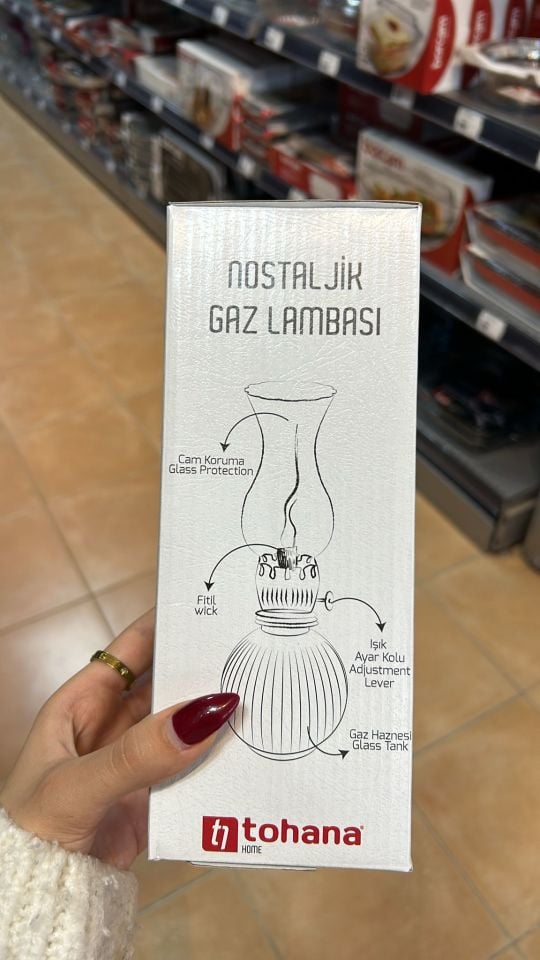 NOSTALJİK
GAZ LAMBASI
Cam Koruma
Glass Protection
Fitil
wick
Işık
Ayar Kolu
Adjustment
Lever
Gaz Haznesi
Glass Tank
tohana
HOME
borcam